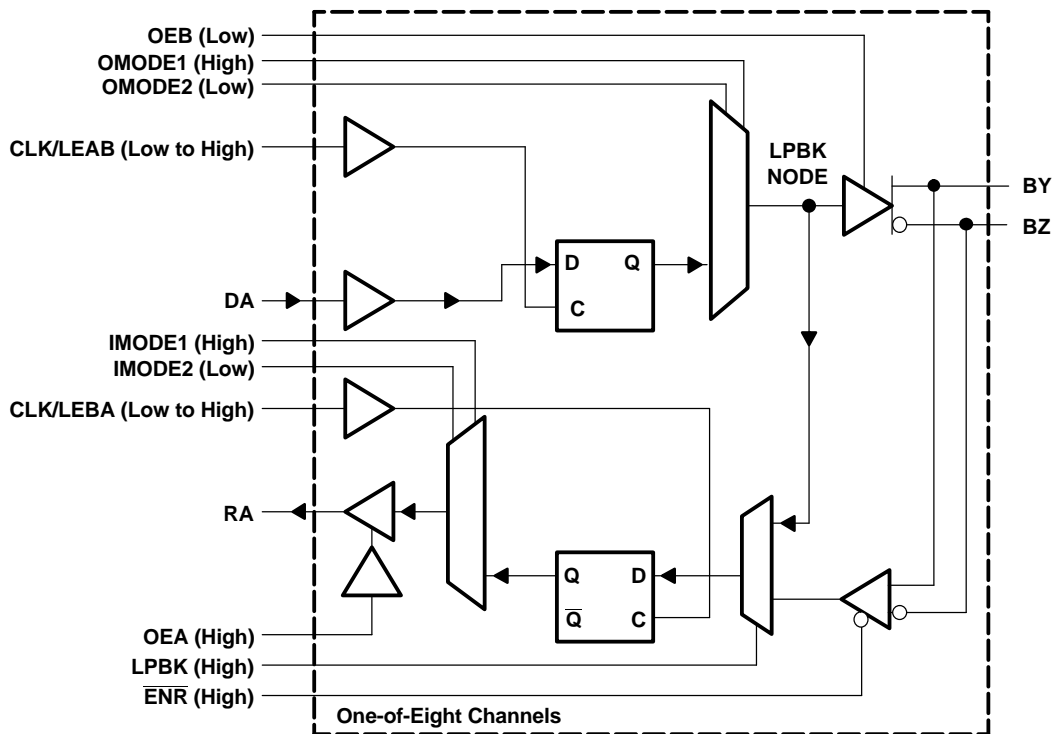 OEB (Low)
OMODE1 (High)
OMODE2 (Low)
CLK/LEAB (Low to High)
LPBK
NODE
BY
BZ
D Q
C
DA
IMODE1 (High)
IMODE2 (Low)
CLK/LEBA (Low to High)
RA
Q D
Q̅ C
OEA (High)
LPBK (High)
E̅N̅R̅ (High)
One-of-Eight Channels